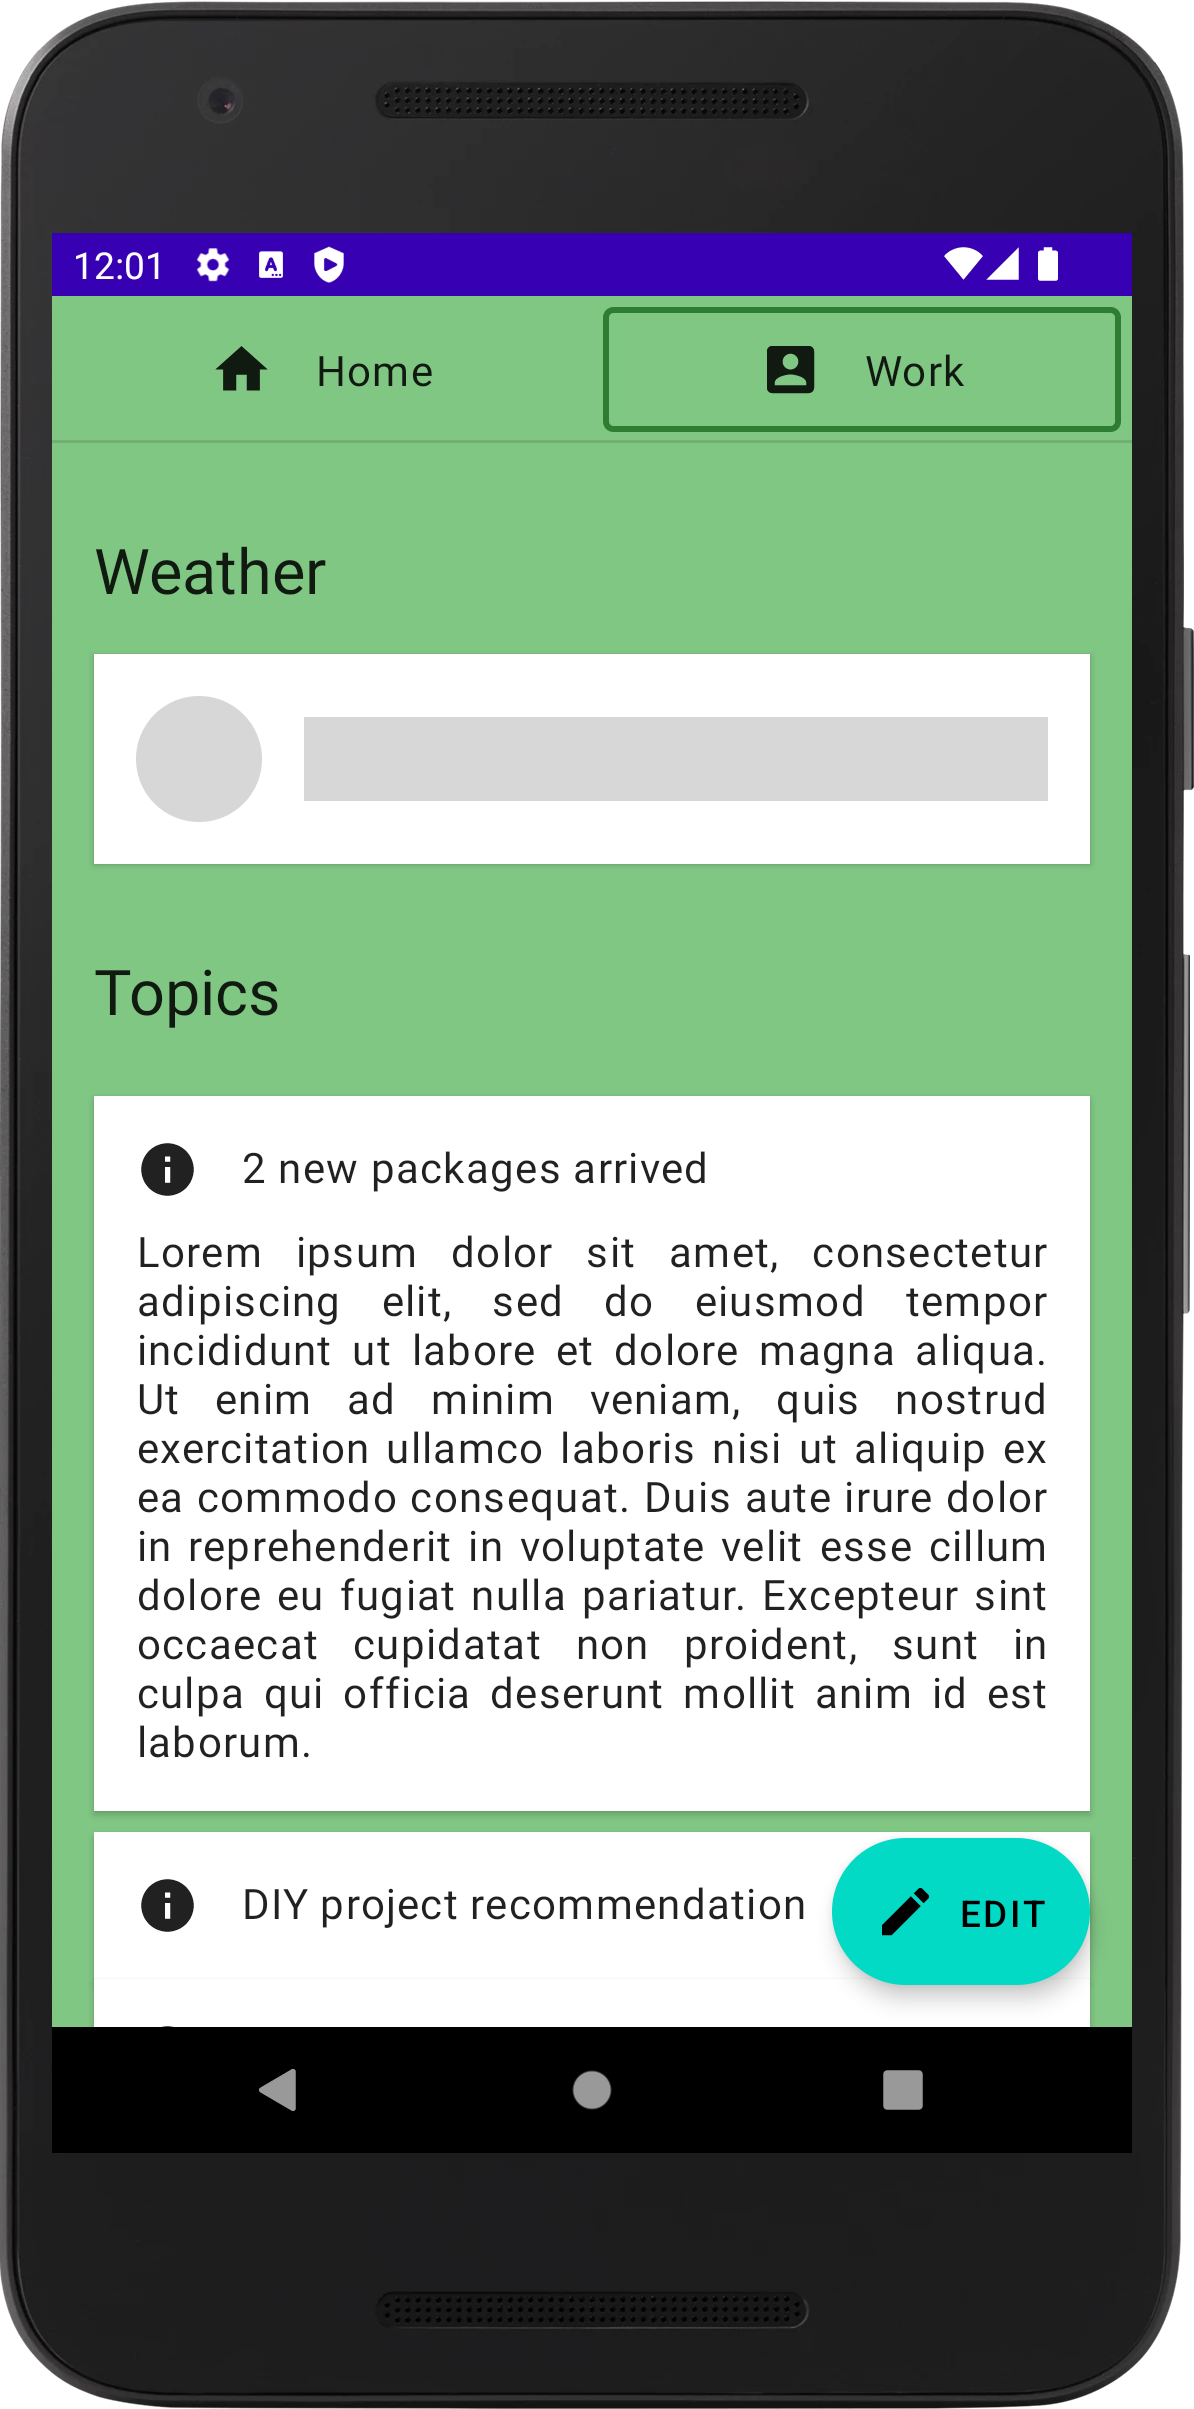 12:01
Home
Work
Weather
Topics
2 new packages arrived
Lorem ipsum dolor sit amet, consectetur
adipiscing elit, sed do eiusmod tempor
incididunt ut labore et dolore magna aliqua.
Ut enim ad minim veniam, quis nostrud
exercitation ullamco laboris nisi ut aliquip ex
ea commodo consequat. Duis aute irure dolor
in reprehenderit in voluptate velit esse cillum
dolore eu fugiat nulla pariatur. Excepteur sint
occaecat cupidatat non proident, sunt in
culpa qui officia deserunt mollit anim id est
laborum.
DIY project recommendation
EDIT